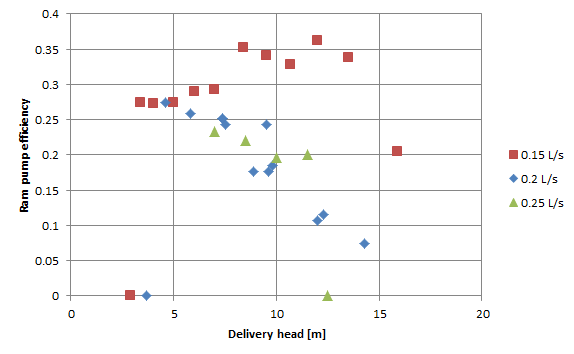 Ram pump efficiency
0.4
0.35
0.3
0.25
0.2
0.15
0.1
0.05
0
0 5 10 15 20
Delivery head [m]
0.15 L/s
0.2 L/s
0.25 L/s